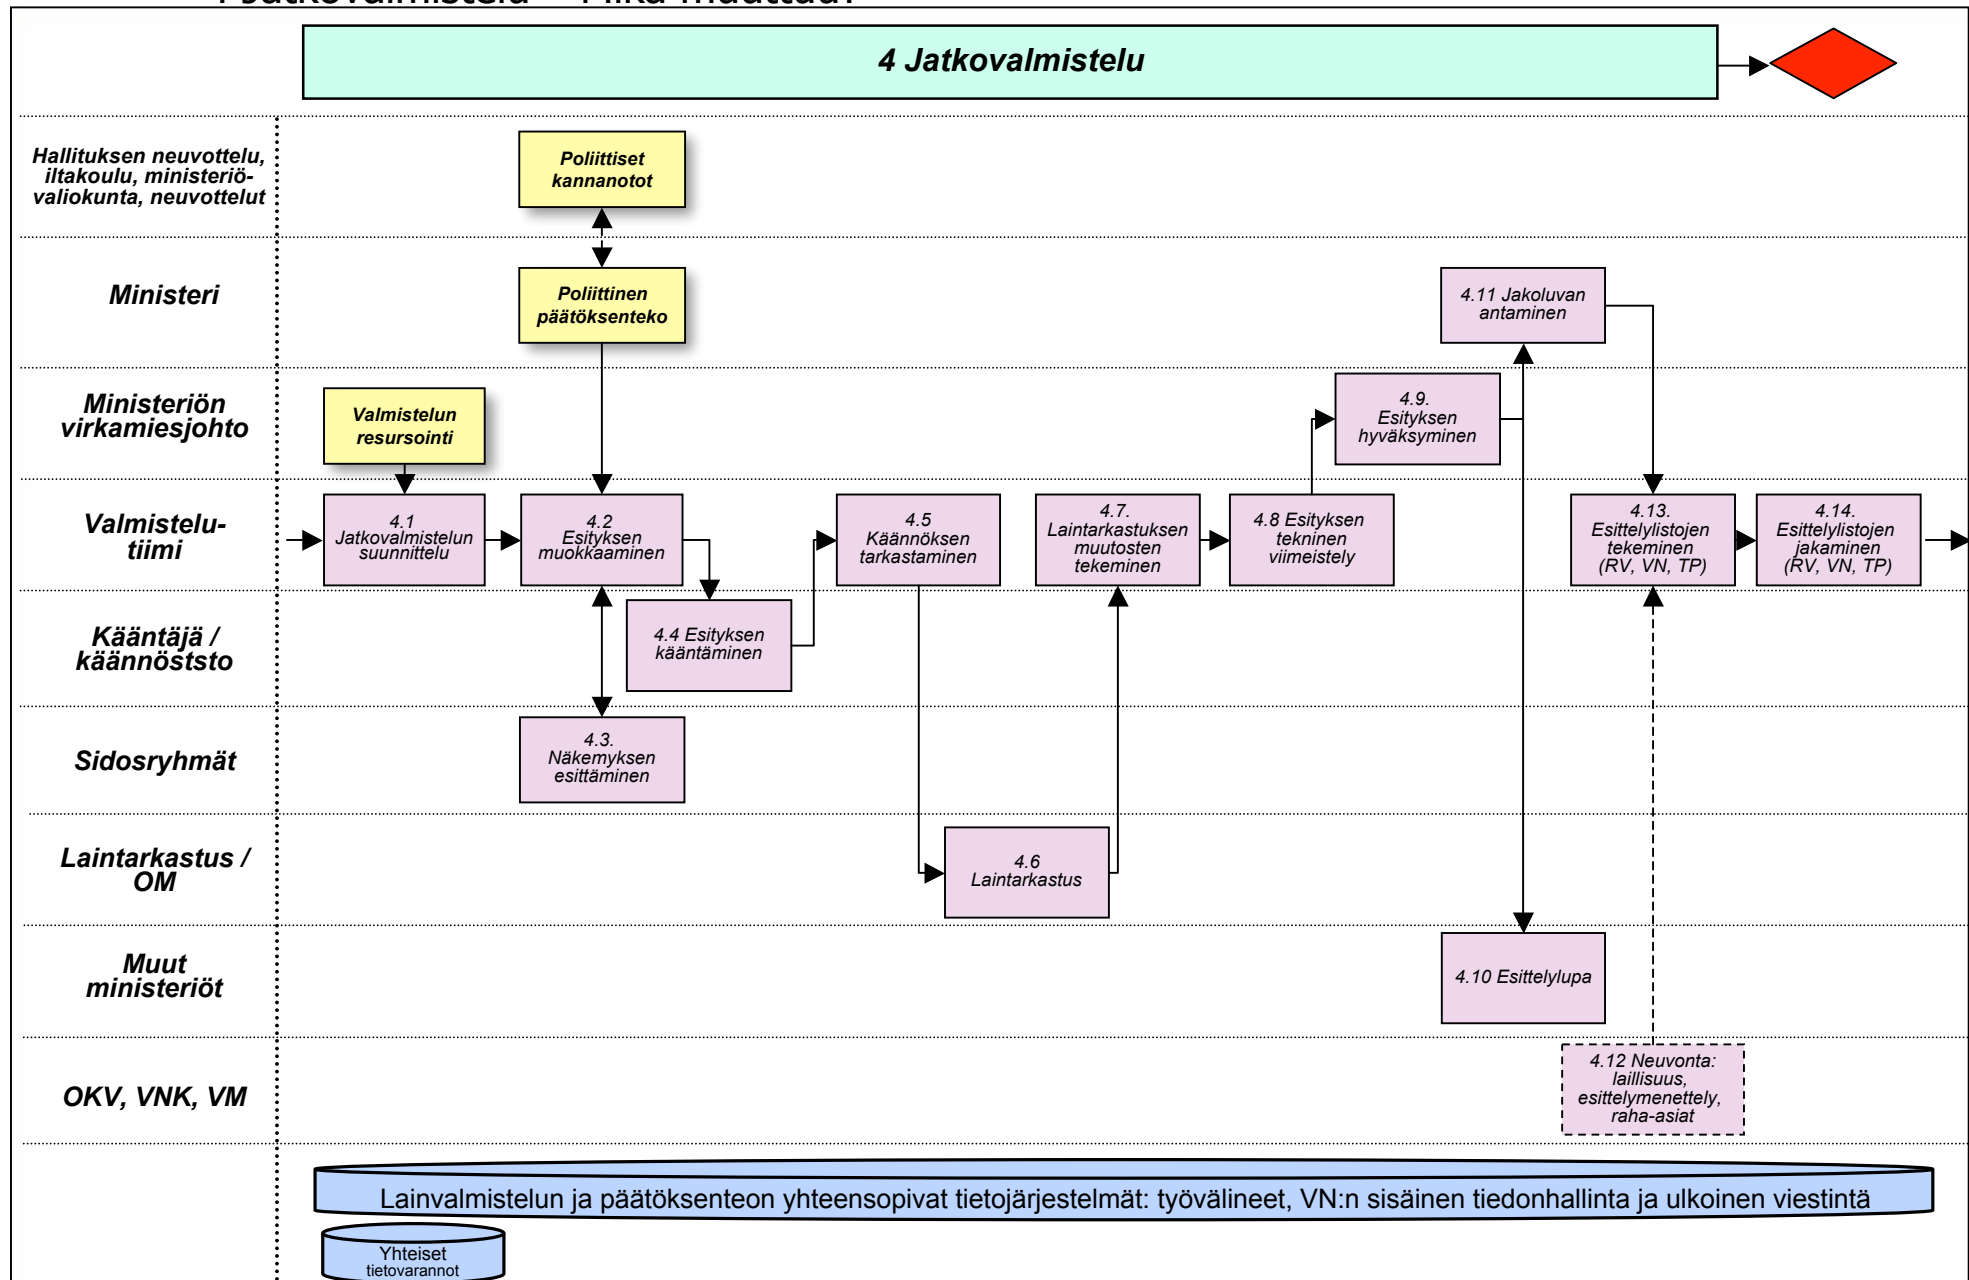 4 Jatkovalmistelu
Hallituksen neuvottelu,
iltakoulu, ministeriö-
valiokunta, neuvottelut
Poliittiset
kannanotot
Ministeri
Poliittinen
päätöksenteko
4.11 Jakoluvan
antaminen
Ministeriön
virkamiesjohto
Valmistelun
resursointi
4.9.
Esityksen
hyväksyminen
Valmistelu-
tiimi
4.1
Jatkovalmistelun
suunnittelu
4.2
Esityksen
muokkaaminen
4.5
Käännöksen
tarkastaminen
4.7.
Laintarkastuksen
muutosten
tekeminen
4.8 Esityksen
tekninen
viimeistely
4.13.
Esittelylistojen
tekeminen
(RV, VN, TP)
4.14.
Esittelylistojen
jakaminen
(RV, VN, TP)
Kääntäjä /
käännöststo
4.4 Esityksen
kääntäminen
Sidosryhmät
4.3.
Näkemyksen
esittäminen
Laintarkastus /
OM
4.6
Laintarkastus
Muut
ministeriöt
4.10 Esittelylupa
OKV, VNK, VM
4.12 Neuvonta:
laillisuus,
esittelymenettely,
raha-asiat
Lainvalmistelun ja päätöksenteon yhteensopivat tietojärjestelmät: työvälineet, VN:n sisäinen tiedonhallinta ja ulkoinen viestintä
Yhteiset
tietovarannot